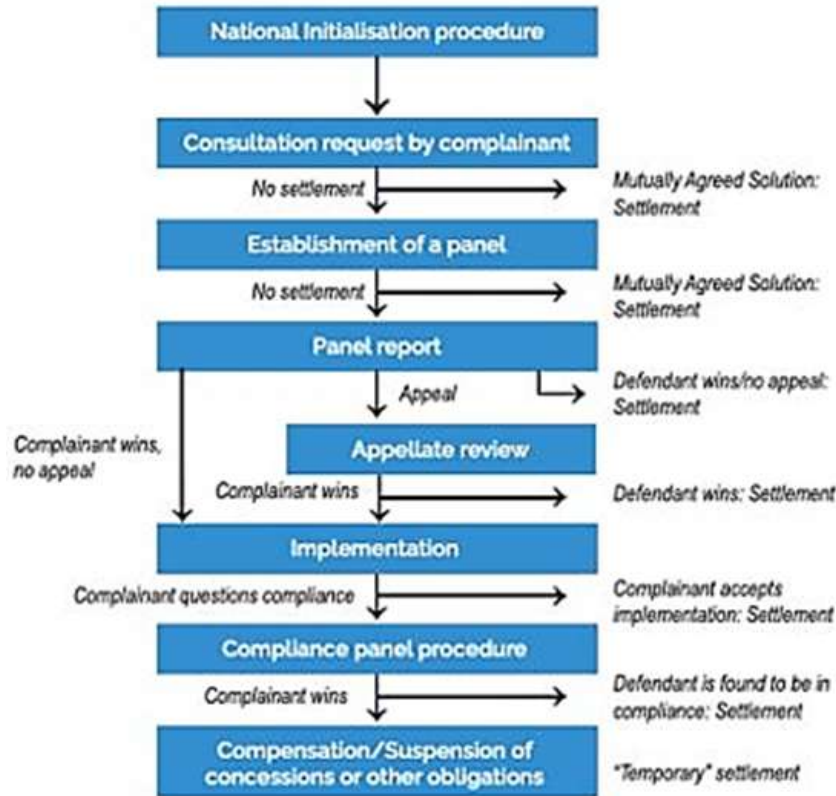 National Initialisation procedure
Consultation request by complainant
No settlement
Mutually Agreed Solution:
Settlement
Establishment of a panel
No settlement
Mutually Agreed Solution:
Settlement
Panel report
Appeal
Defendant wins/no appeal:
Settlement
Complainant wins,
no appeal
Appellate review
Complainant wins
Defendant wins: Settlement
Implementation
Complainant questions compliance
Complainant accepts
implementation: Settlement
Compliance panel procedure
Complainant wins
Defendant is found to be in
compliance: Settlement
Compensation/Suspension of
concessions or other obligations
"Temporary" settlement